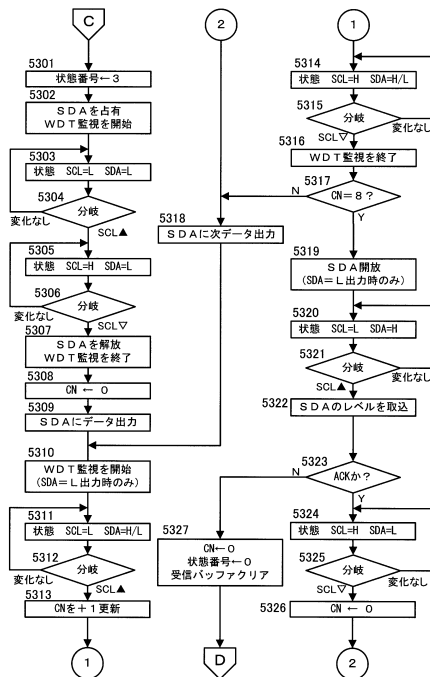 C
5301
状態番号←3
5302
SDAを占有
WDT監視を開始
5303
状態 SCL=L SDA=L
5304
分岐
変化なし
SCL▲
5305
状態 SCL=H SDA=L
5306
分岐
変化なし
SCL▽
5307
SDAを解放
WDT監視を終了
5308
CN ← 0
5309
SDAにデータ出力
5310
WDT監視を開始
(SDA=L出力時のみ)
5311
状態 SCL=L SDA=H/L
5312
分岐
変化なし
SCL▲
5313
CNを+1更新
1
2
5318
SDAに次データ出力
1
5314
状態 SCL=H SDA=H/L
5315
分岐
変化なし
SCL▽
5316
WDT監視を終了
5317
CN=8?
N
Y
5319
SDA開放
(SDA=L出力時のみ)
5320
状態 SCL=L SDA=H
5321
分岐
変化なし
SCL▲
5322
SDAのレベルを取込
5323
ACKか?
N
Y
5324
状態 SCL=H SDA=L
5325
分岐
変化なし
SCL▽
5326
CN ← 0
2
5327
CN←0
状態番号←0
受信バッファクリア
D